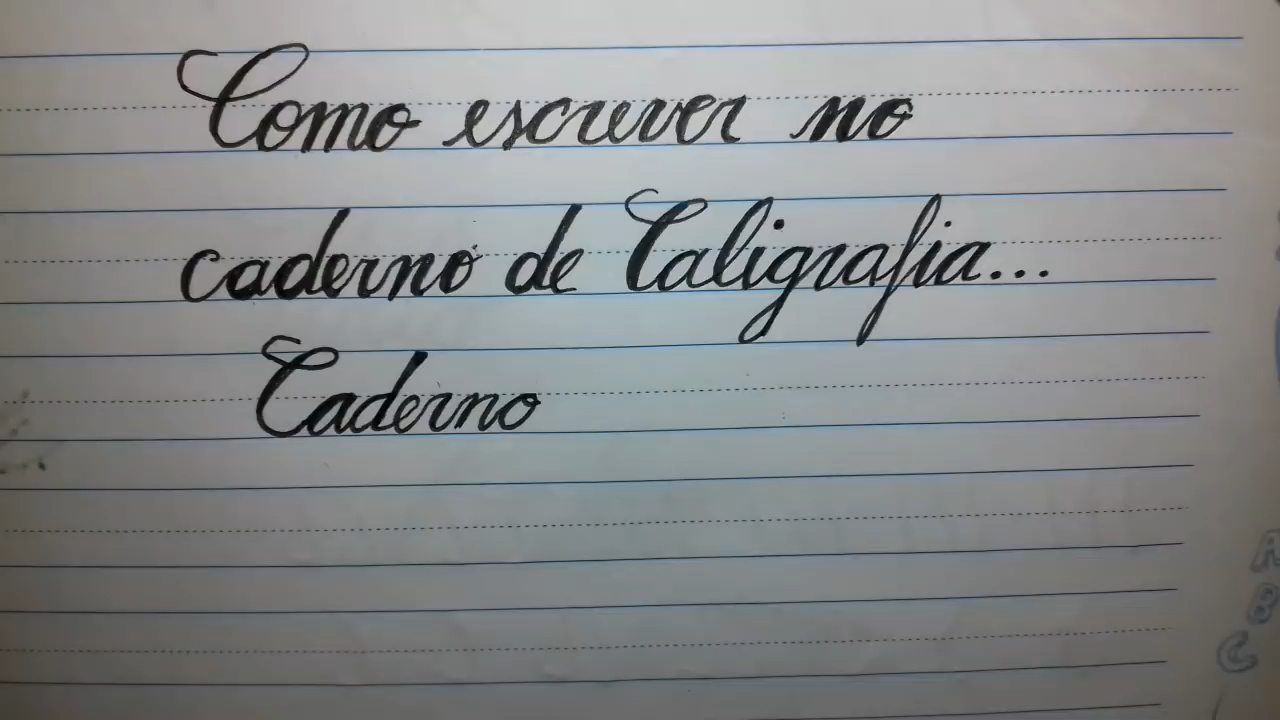 Como escrever no
caderno de Caligrafia...
Caderno
A
B
C